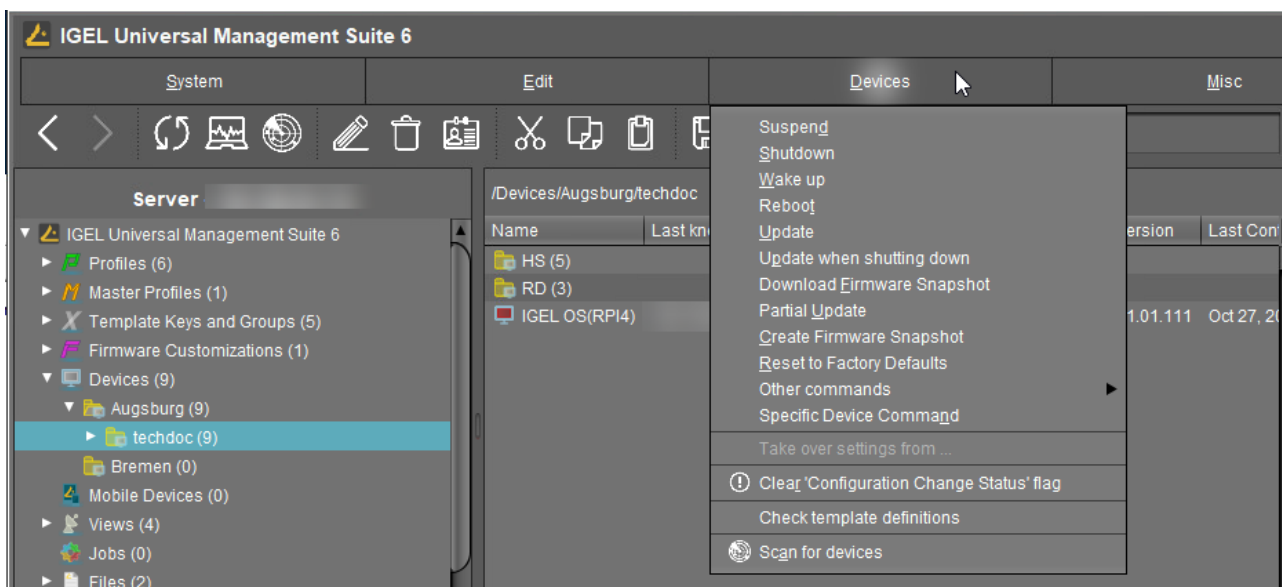 IGEL Universal Management Suite 6
System Edit Devices Misc
Server
IGEL Universal Management Suite 6
Profiles (6)
Master Profiles (1)
Template Keys and Groups (5)
Firmware Customizations (1)
Devices (9)
Augsburg (9)
techdoc (9)
Bremen (0)
Mobile Devices (0)
Views (4)
Jobs (0)
Files (2)
/Devices/Augsburg/techdoc
Name Last kn ersion Last Cont
HS (5)
RD (3)
IGEL OS(RPI4) 1.01.111 Oct 27, 20
Suspend
Shutdown
Wake up
Reboot
Update
Update when shutting down
Download Firmware Snapshot
Partial Update
Create Firmware Snapshot
Reset to Factory Defaults
Other commands
Specific Device Command
Take over settings from ...
Clear 'Configuration Change Status' flag
Check template definitions
Scan for devices